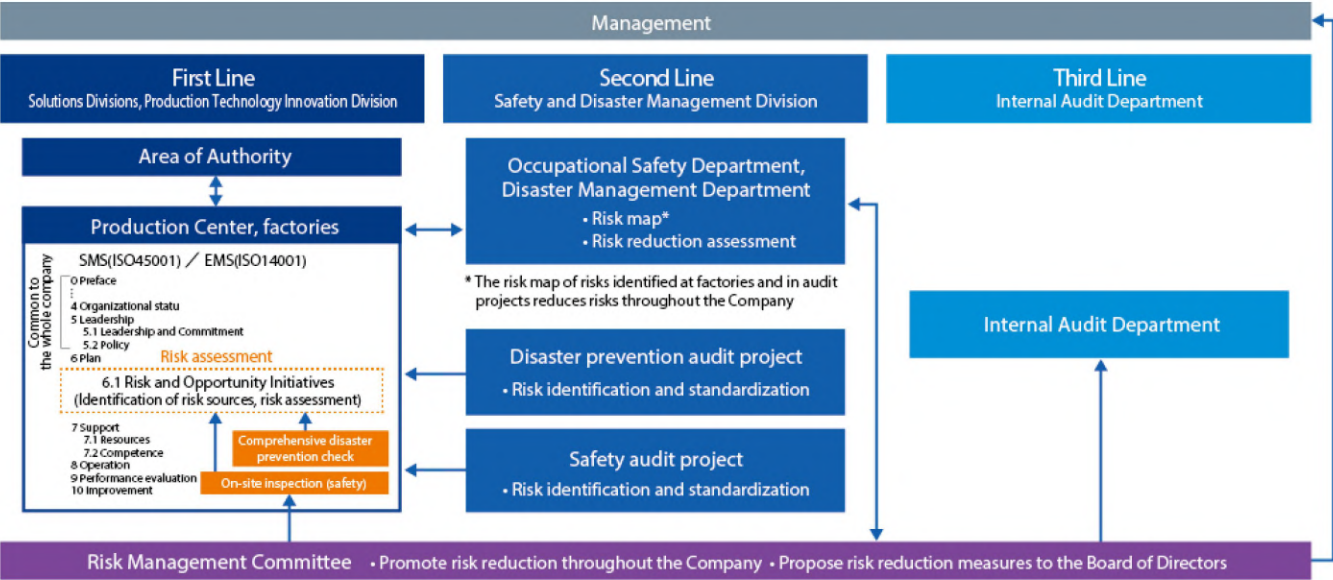 Management
First Line
Solutions Divisions, Production Technology Innovation Division
Second Line
Safety and Disaster Management Division
Third Line
Internal Audit Department
Area of Authority
Production Center, factories
Common to
the whole company
SMS(ISO45001) ／ EMS(ISO14001)
0 Preface
⋮
4 Organizational statu
5 Leadership
5.1 Leadership and Commitment
5.2 Policy
6 Plan
Risk assessment
6.1 Risk and Opportunity Initiatives
(Identification of risk sources, risk assessment)
7 Support
7.1 Resources
7.2 Competence
8 Operation
9 Performance evaluation
10 Improvement
Comprehensive disaster
prevention check
On-site inspection (safety)
Occupational Safety Department,
Disaster Management Department
• Risk map*
• Risk reduction assessment
* The risk map of risks identified at factories and in audit
projects reduces risks throughout the Company
Disaster prevention audit project
• Risk identification and standardization
Safety audit project
• Risk identification and standardization
Internal Audit Department
Risk Management Committee • Promote risk reduction throughout the Company • Propose risk reduction measures to the Board of Directors